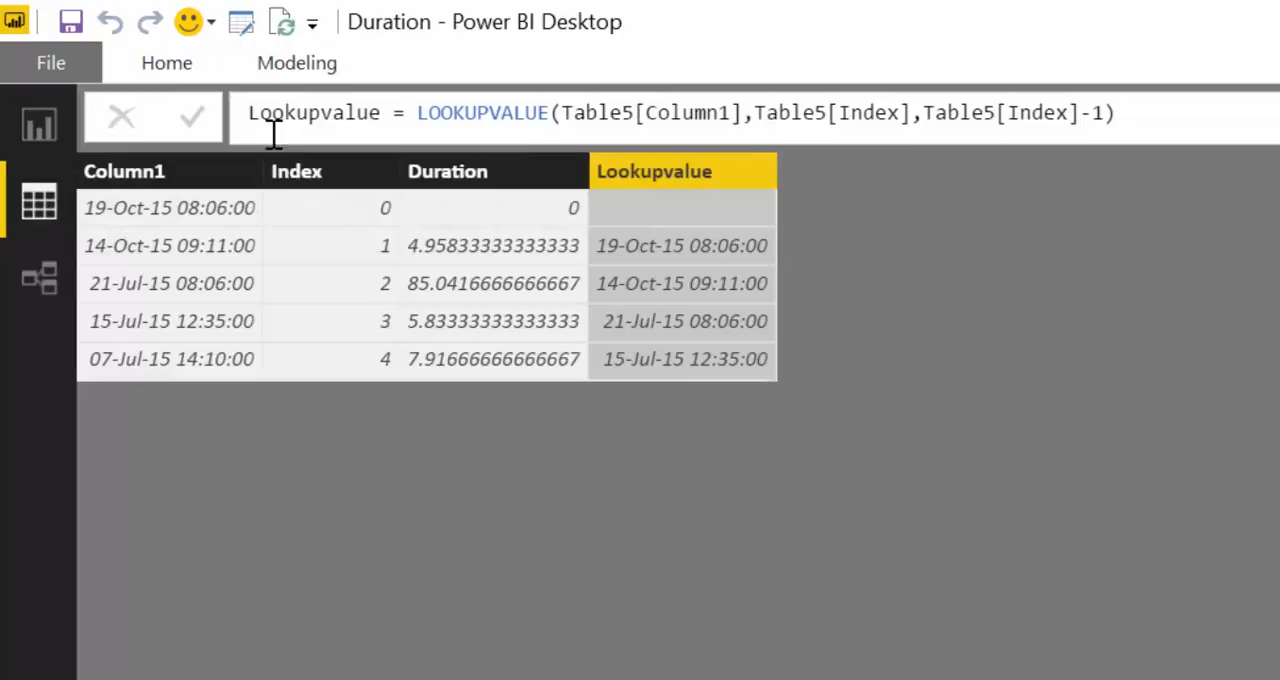 Duration - Power BI Desktop
File Home Modeling
Lookupvalue = LOOKUPVALUE(Table5[Column1],Table5[Index],Table5[Index]-1)
Column1 Index Duration Lookupvalue
19-Oct-15 08:06:00 0 0
14-Oct-15 09:11:00 1 4.95833333333333 19-Oct-15 08:06:00
21-Jul-15 08:06:00 2 85.0416666666667 14-Oct-15 09:11:00
15-Jul-15 12:35:00 3 5.83333333333333 21-Jul-15 08:06:00
07-Jul-15 14:10:00 4 7.91666666666667 15-Jul-15 12:35:00